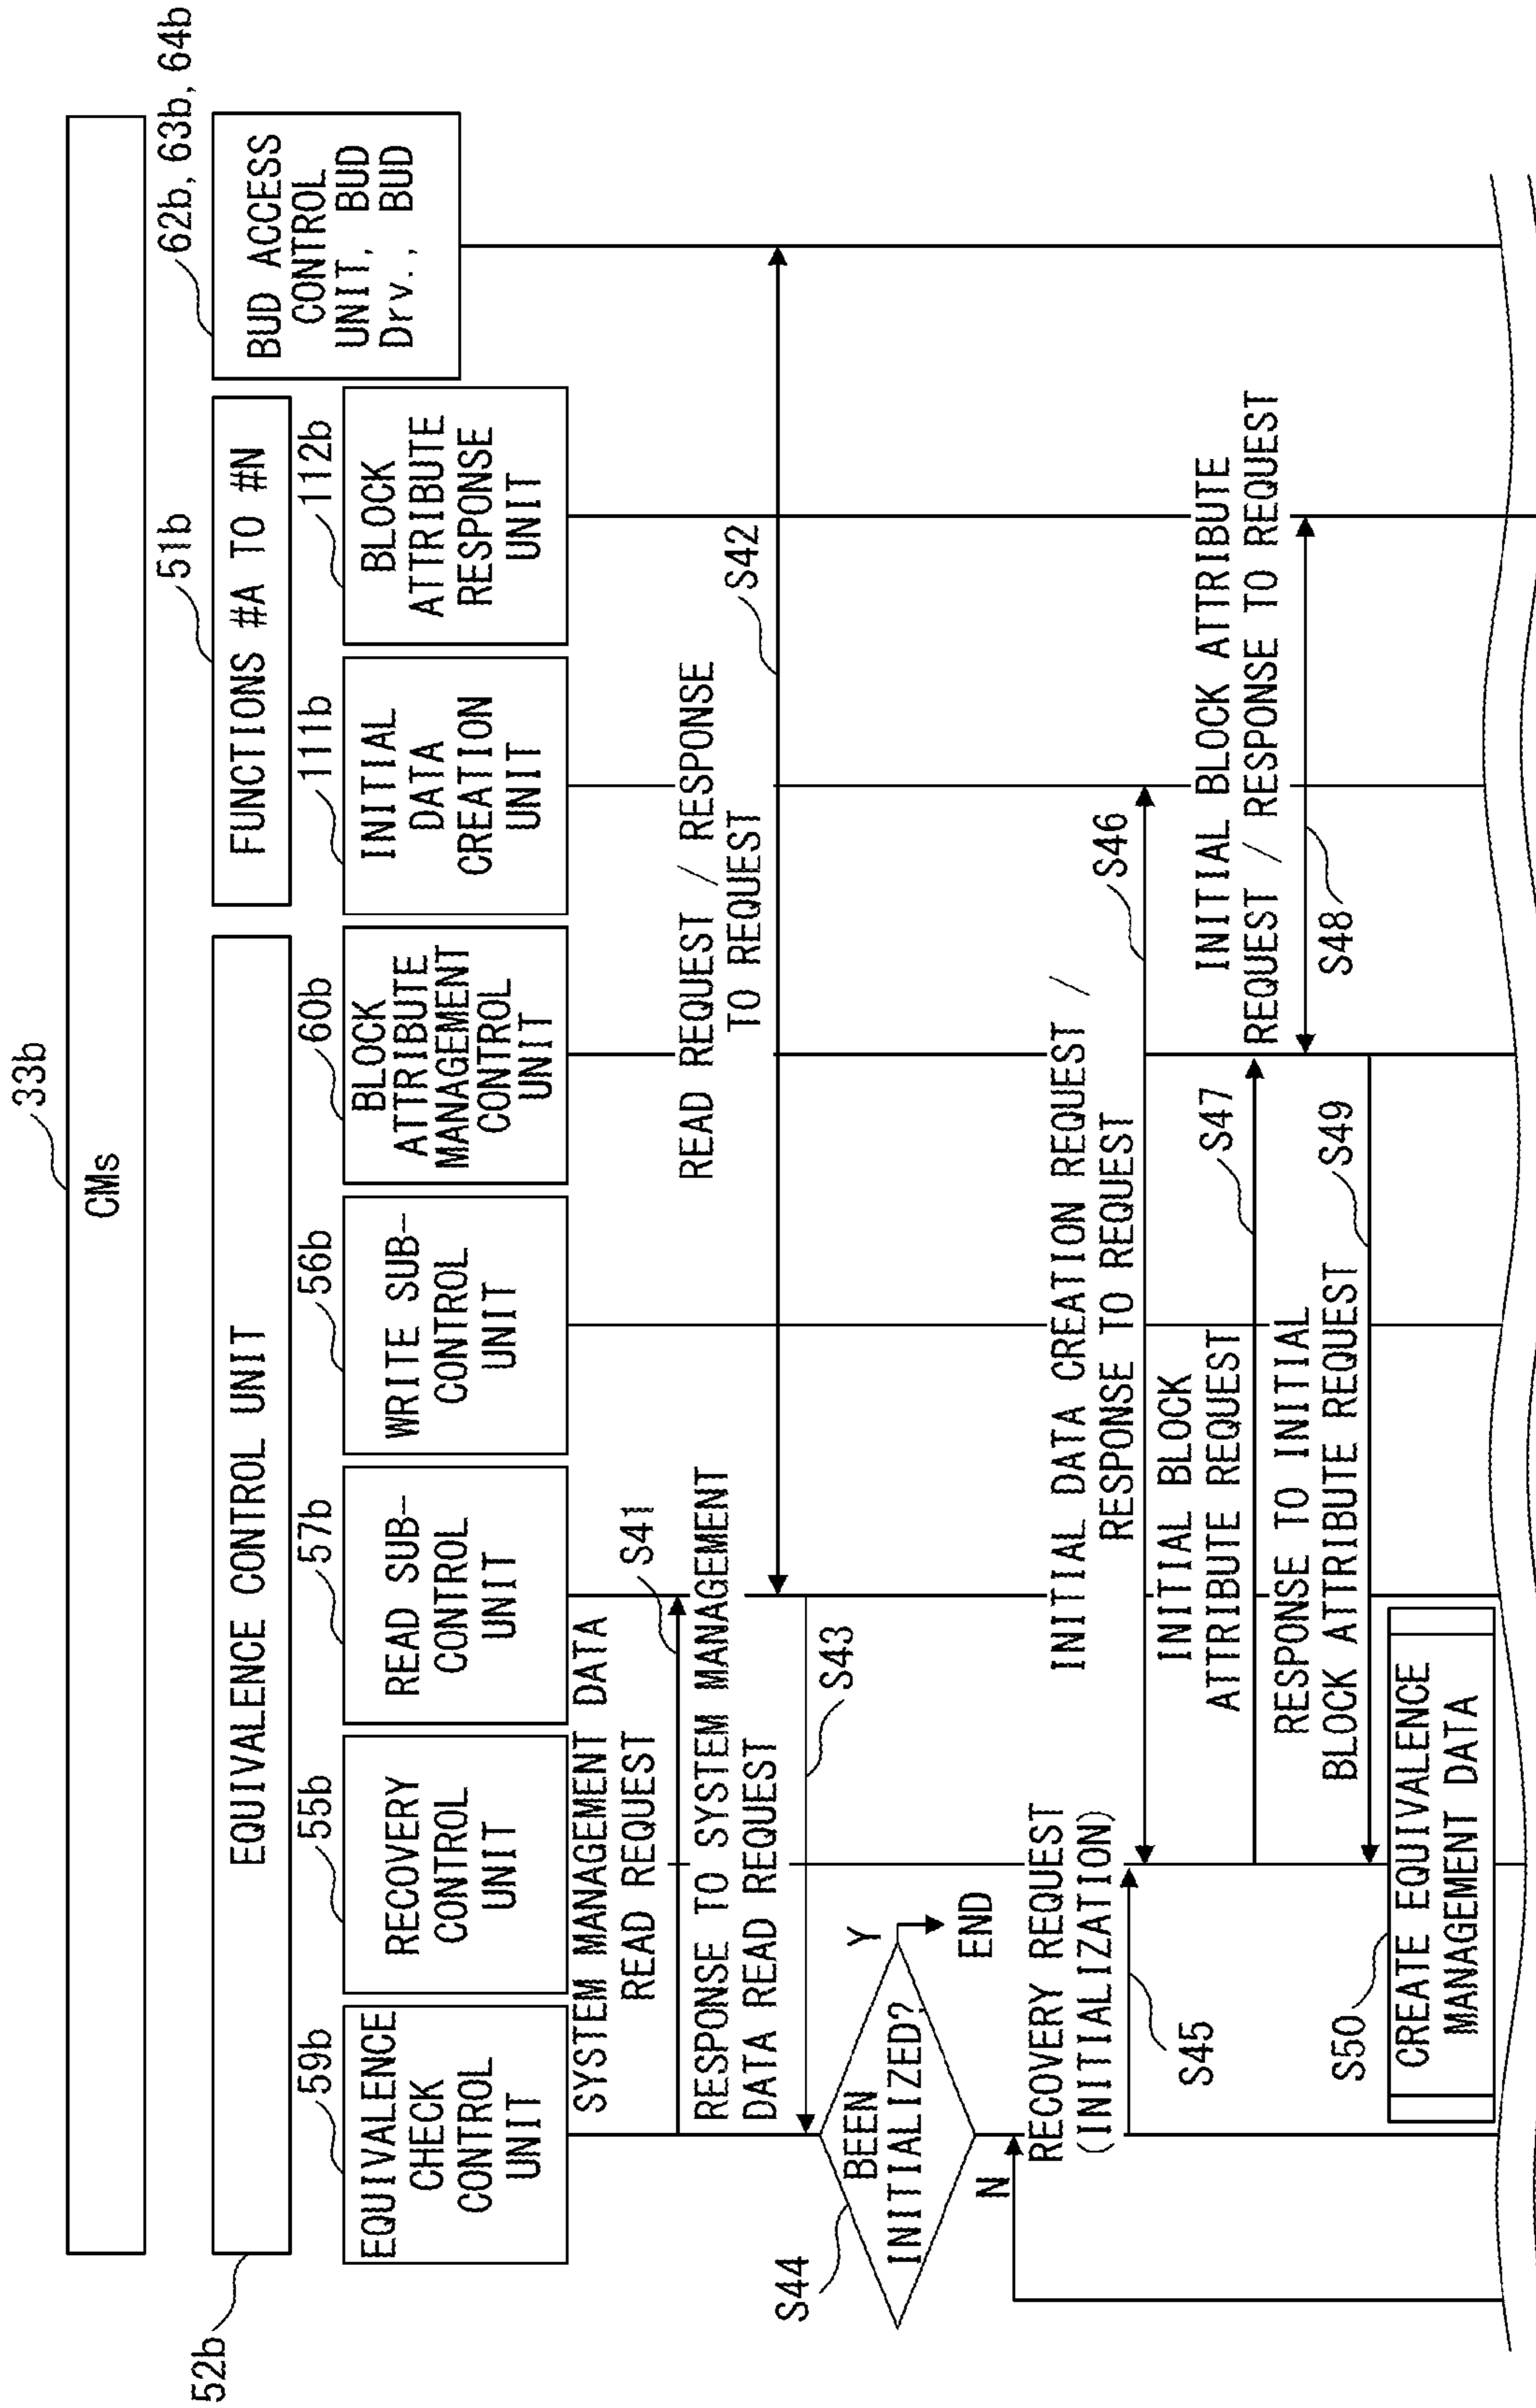 33b
CMs
52b
EQUIVALENCE CONTROL UNIT
51b
FUNCTIONS #A TO #N
62b, 63b, 64b
BUD ACCESS
CONTROL
UNIT, BUD
Drv., BUD
59b
EQUIVALENCE
CHECK
CONTROL
UNIT
55b
RECOVERY
CONTROL
UNIT
57b
READ SUB-
CONTROL
UNIT
56b
WRITE SUB-
CONTROL
UNIT
60b
BLOCK
ATTRIBUTE
MANAGEMENT
CONTROL
UNIT
111b
INITIAL
DATA
CREATION
UNIT
112b
BLOCK
ATTRIBUTE
RESPONSE
UNIT
SYSTEM MANAGEMENT DATA
READ REQUEST
S41
READ REQUEST / RESPONSE
TO REQUEST
S42
RESPONSE TO SYSTEM MANAGEMENT
DATA READ REQUEST
S43
S44
BEEN
INITIALIZED?
Y
END
N
RECOVERY REQUEST
(INITIALIZATION)
S45
INITIAL DATA CREATION REQUEST /
RESPONSE TO REQUEST
S46
INITIAL BLOCK
ATTRIBUTE REQUEST
S47
INITIAL BLOCK ATTRIBUTE
REQUEST / RESPONSE TO REQUEST
S48
RESPONSE TO INITIAL
BLOCK ATTRIBUTE REQUEST
S49
S50
CREATE EQUIVALENCE
MANAGEMENT DATA